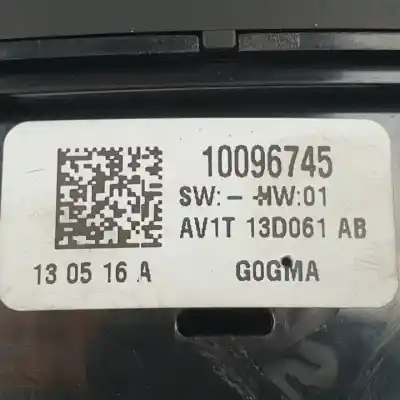 10096745
SW:- HW:01
AV1T 13D061 AB
13 05 16 A
G0GMA